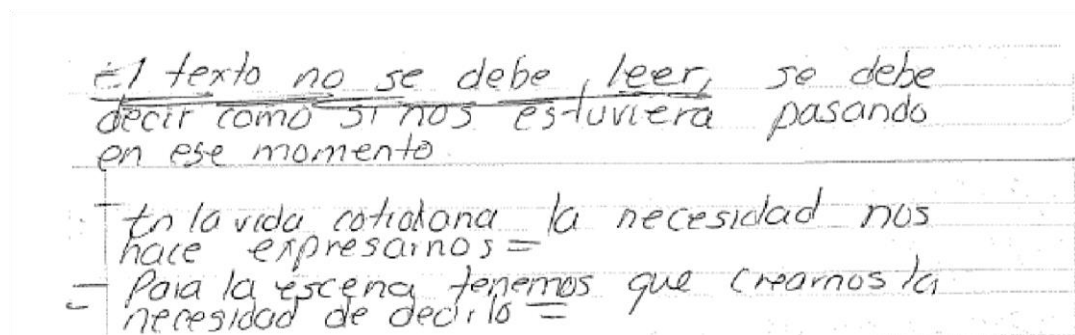 El texto no se debe leer, se debe
decir como si nos estuviera pasando
en ese momento.
- En la vida cotidiana la necesidad nos
hace expresarnos =
- Para la escena tenemos que crearnos la
necesidad de decirlo =